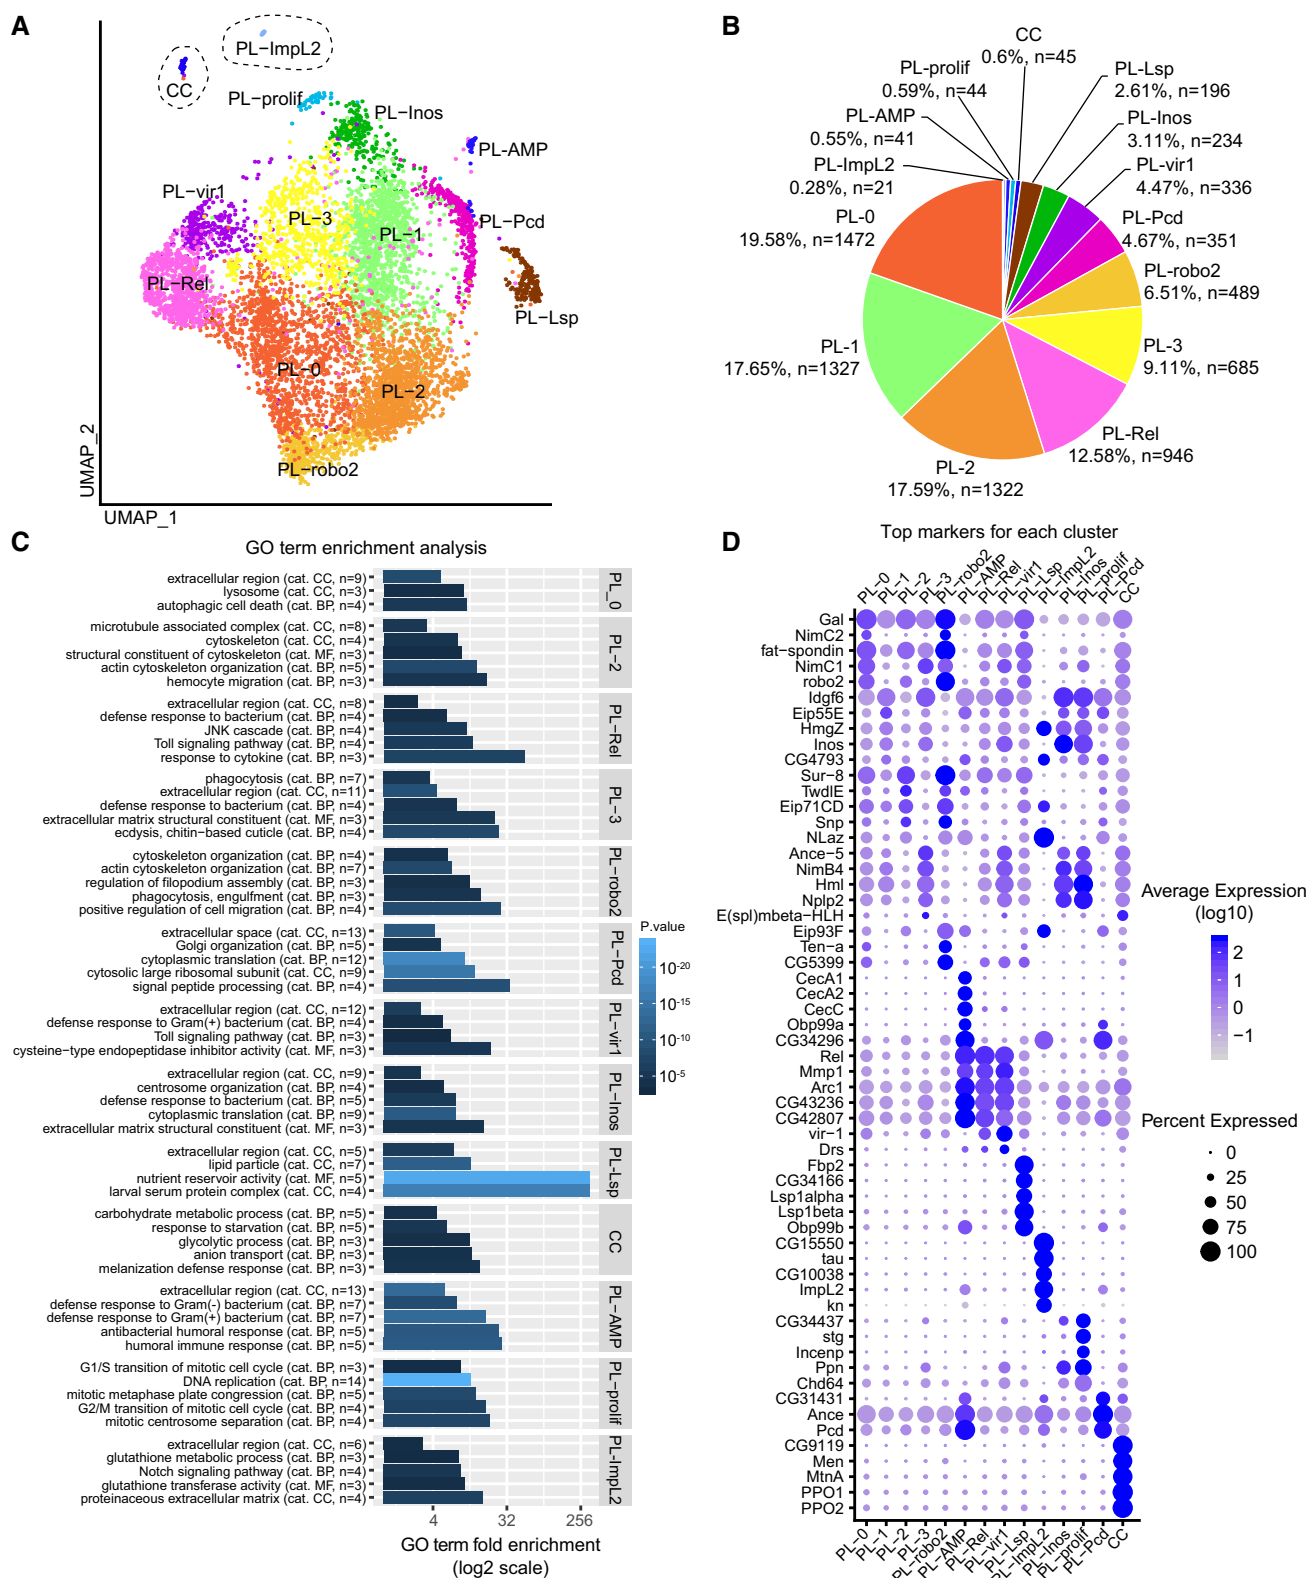 A
PL−ImpL2
CC
PL−prolif
PL−Inos
PL−AMP
PL−vir1
PL−3
PL−1
PL−Pcd
PL−Rel
PL−Lsp
PL−0
PL−2
PL−robo2
UMAP_2
UMAP_1
B
CC
0.6%, n=45
PL-prolif
0.59%, n=44
PL-Lsp
2.61%, n=196
PL-AMP
0.55%, n=41
PL-Inos
3.11%, n=234
PL-ImpL2
0.28%, n=21
PL-vir1
4.47%, n=336
PL-0
19.58%, n=1472
PL-Pcd
4.67%, n=351
PL-robo2
6.51%, n=489
PL-1
17.65%, n=1327
PL-3
9.11%, n=685
PL-Rel
12.58%, n=946
PL-2
17.59%, n=1322
C
GO term enrichment analysis
extracellular region (cat. CC, n=9)
lysosome (cat. CC, n=3)
autophagic cell death (cat. BP, n=4)
PL_0
microtubule associated complex (cat. CC, n=8)
cytoskeleton (cat. CC, n=4)
structural constituent of cytoskeleton (cat. MF, n=3)
actin cytoskeleton organization (cat. BP, n=5)
hemocyte migration (cat. BP, n=3)
PL−2
extracellular region (cat. CC, n=8)
defense response to bacterium (cat. BP, n=4)
JNK cascade (cat. BP, n=4)
Toll signaling pathway (cat. BP, n=4)
response to cytokine (cat. BP, n=3)
PL−Rel
phagocytosis (cat. BP, n=7)
extracellular region (cat. CC, n=11)
defense response to bacterium (cat. BP, n=4)
extracellular matrix structural constituent (cat. MF, n=3)
ecdysis, chitin−based cuticle (cat. BP, n=4)
PL−3
cytoskeleton organization (cat. BP, n=4)
actin cytoskeleton organization (cat. BP, n=7)
regulation of filopodium assembly (cat. BP, n=3)
phagocytosis, engulfment (cat. BP, n=3)
positive regulation of cell migration (cat. BP, n=4)
PL−robo2
extracellular space (cat. CC, n=13)
Golgi organization (cat. BP, n=5)
cytoplasmic translation (cat. BP, n=12)
cytosolic large ribosomal subunit (cat. CC, n=9)
signal peptide processing (cat. BP, n=4)
PL−Pcd
extracellular region (cat. CC, n=12)
defense response to Gram(+) bacterium (cat. BP, n=4)
Toll signaling pathway (cat. BP, n=3)
cysteine−type endopeptidase inhibitor activity (cat. MF, n=3)
PL−vir1
extracellular region (cat. CC, n=9)
centrosome organization (cat. BP, n=4)
defense response to bacterium (cat. BP, n=5)
cytoplasmic translation (cat. BP, n=9)
extracellular matrix structural constituent (cat. MF, n=3)
PL−Inos
extracellular region (cat. CC, n=5)
lipid particle (cat. CC, n=7)
nutrient reservoir activity (cat. MF, n=5)
larval serum protein complex (cat. CC, n=4)
PL-Lsp
carbohydrate metabolic process (cat. BP, n=5)
response to starvation (cat. BP, n=5)
glycolytic process (cat. BP, n=3)
anion transport (cat. BP, n=3)
melanization defense response (cat. BP, n=3)
CC
extracellular region (cat. CC, n=13)
defense response to Gram(-) bacterium (cat. BP, n=7)
defense response to Gram(+) bacterium (cat. BP, n=7)
antibacterial humoral response (cat. BP, n=5)
humoral immune response (cat. BP, n=5)
PL−AMP
G1/S transition of mitotic cell cycle (cat. BP, n=3)
DNA replication (cat. BP, n=14)
mitotic metaphase plate congression (cat. BP, n=5)
G2/M transition of mitotic cell cycle (cat. BP, n=4)
mitotic centrosome separation (cat. BP, n=4)
PL−prolif
extracellular region (cat. CC, n=6)
glutathione metabolic process (cat. BP, n=3)
Notch signaling pathway (cat. BP, n=4)
glutathione transferase activity (cat. MF, n=3)
proteinaceous extracellular matrix (cat. CC, n=4)
PL-ImpL2
4 32 256
GO term fold enrichment
(log2 scale)
P.value
10-20
10-15
10-10
10-5
D
Top markers for each cluster
PL−0 PL−1 PL−2 PL−3 PL−robo2 PL−AMP PL−Rel PL−vir1 PL−Lsp PL−ImpL2 PL−Inos PL−prolif PL−Pcd CC
Gal
NimC2
fat−spondin
NimC1
robo2
Idgf6
Eip55E
HmgZ
Inos
CG4793
Sur−8
TwdlE
Eip71CD
Snp
NLaz
Ance−5
NimB4
Hml
Nplp2
E(spl)mbeta−HLH
Eip93F
Ten−a
CG5399
CecA1
CecA2
CecC
Obp99a
CG34296
Rel
Mmp1
Arc1
CG43236
CG42807
vir−1
Drs
Fbp2
CG34166
Lsp1alpha
Lsp1beta
Obp99b
CG15550
tau
CG10038
ImpL2
kn
CG34437
stg
Incenp
Ppn
Chd64
CG31431
Ance
Pcd
CG9119
Men
MtnA
PPO1
PPO2
PL−0 PL−1 PL−2 PL−3 PL−robo2 PL−AMP PL−Rel PL−vir1 PL−Lsp PL−ImpL2 PL−Inos PL−prolif PL−Pcd CC
Average Expression
(log10)
2
1
0
−1
Percent Expressed
0
25
50
75
100